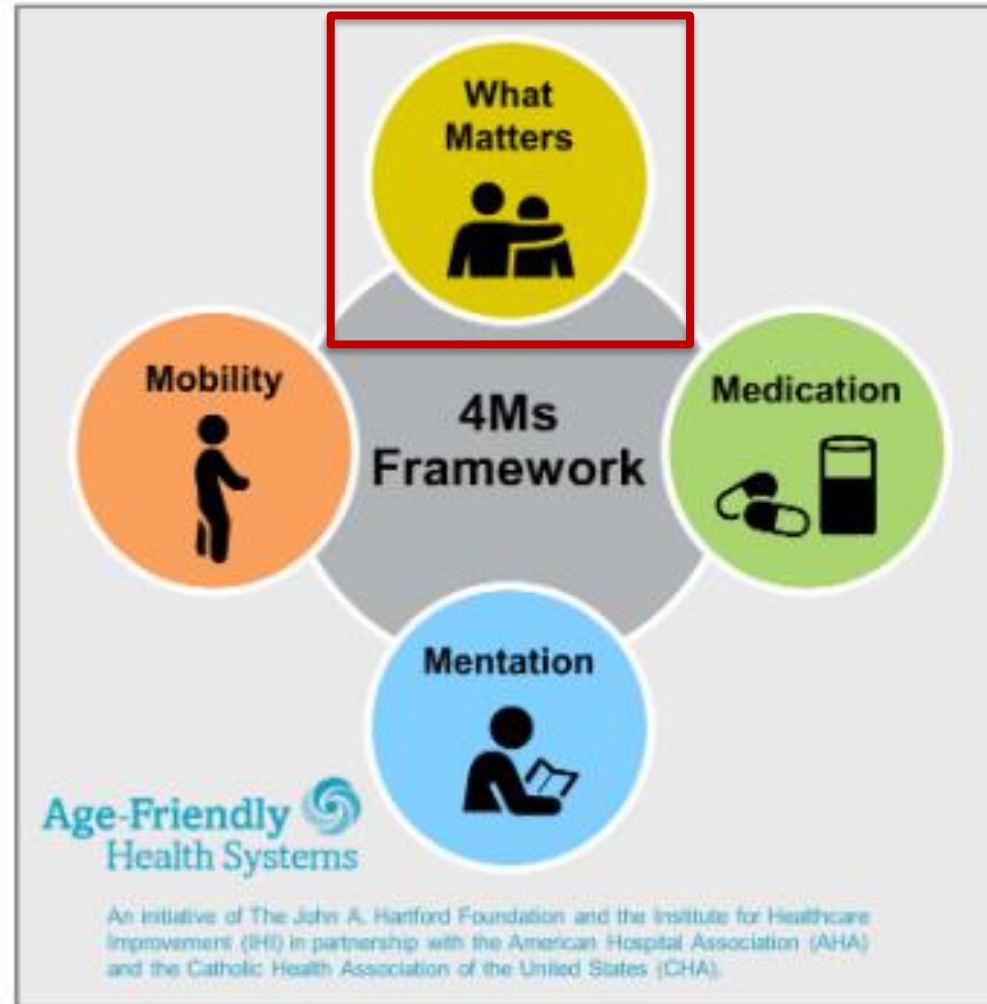 What
Matters
Mobility
4Ms
Framework
Medication
Mentation
Age-Friendly
Health Systems
An initiative of The John A. Hartford Foundation and the Institute for Healthcare
Improvement (IHI) in partnership with the American Hospital Association (AHA)
and the Catholic Health Association of the United States (CHA).